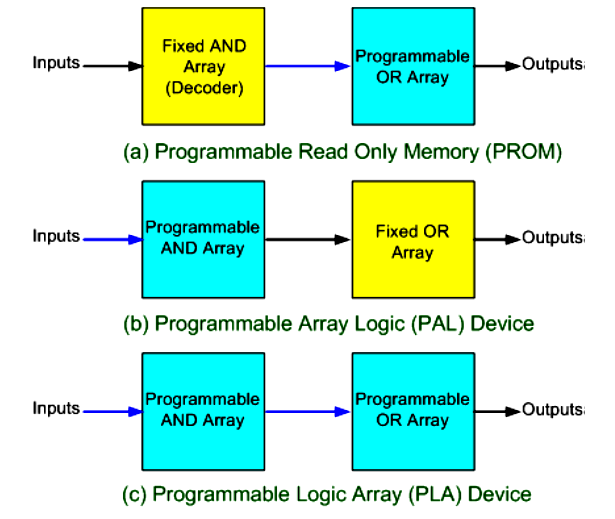 Inputs
Fixed AND
Array
(Decoder)
Programmable
OR Array
Outputs
(a) Programmable Read Only Memory (PROM)
Inputs
Programmable
AND Array
Fixed OR
Array
Outputs
(b) Programmable Array Logic (PAL) Device
Inputs
Programmable
AND Array
Programmable
OR Array
Outputs
(c) Programmable Logic Array (PLA) Device